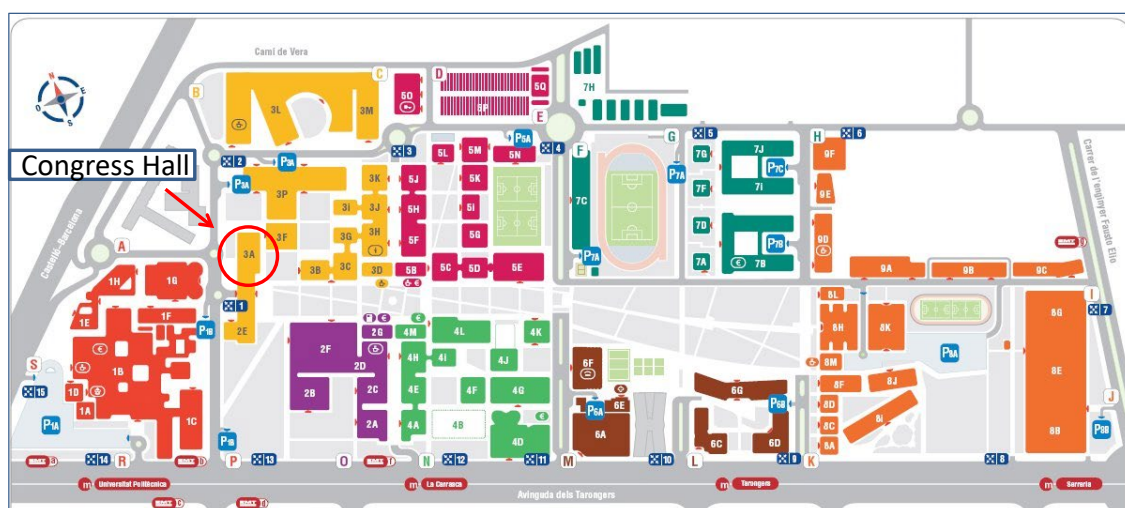 Camí de Vera
N
E
S
O
B
C
D
5O
5P
5Q
E
7H
3L
3M
Congress Hall
2
P3A
P3A
3
5L
5M
5N
P5A
4
F
G
5
H
6
7G
7J
P7C
7I
9F
3P
3K
5J
5K
P7A
7F
9E
3i
3J
5H
5i
7C
7D
9D
3A
3F
3G
3H
5F
5G
P7B
7B
A
3B
3C
3D
5B
5C
5D
5E
P7A
7A
9A
9B
9C
Castelló-Barcelona
Carrer de l'enginyer Fausto Elio
1H
1G
1E
1F
1
P1B
2E
2F
2G
4M
4L
4K
8L
8H
8K
8G
I
7
S
15
1B
2D
4H
4i
4J
6F
8M
P8A
1D
1A
2B
2C
4E
4F
4G
6E
6G
8F
8J
8E
P1A
1C
2A
4A
4B
4D
P6A
6A
6C
P6B
6D
8D
8C
8A
8I
8B
J
P8B
14
R
P
13
O
N
12
11
M
10
L
9
K
8
m Universitat Politècnica
m La Carrasca
m Tarongers
m Serrería
Avinguda dels Tarongers